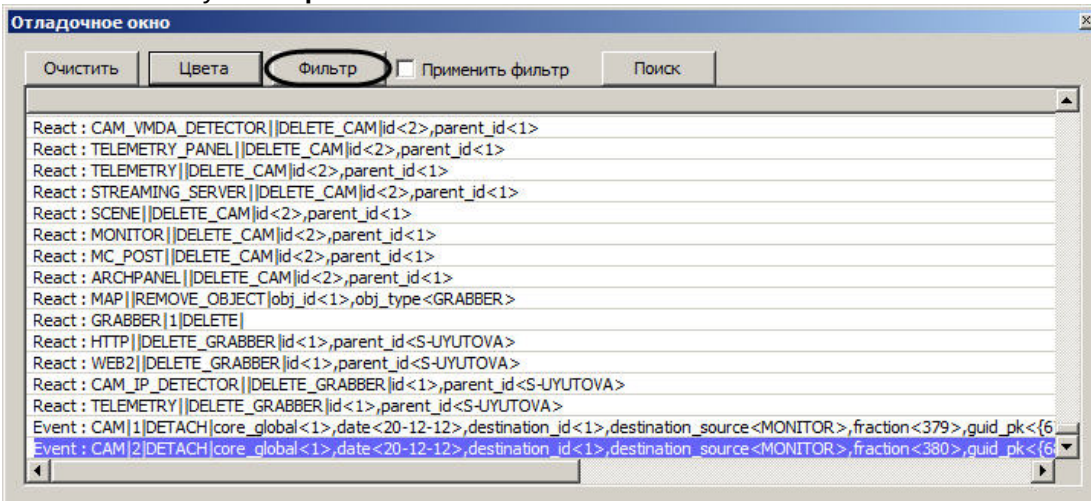 Отладочное окно
Очистить Цвета Фильтр Применить фильтр Поиск
React : CAM_VMDA_DETECTOR||DELETE_CAM|id<2>,parent_id<1>
React : TELEMETRY_PANEL||DELETE_CAM|id<2>,parent_id<1>
React : TELEMETRY||DELETE_CAM|id<2>,parent_id<1>
React : STREAMING_SERVER||DELETE_CAM|id<2>,parent_id<1>
React : SCENE||DELETE_CAM|id<2>,parent_id<1>
React : MONITOR||DELETE_CAM|id<2>,parent_id<1>
React : MC_POST||DELETE_CAM|id<2>,parent_id<1>
React : ARCHPANEL||DELETE_CAM|id<2>,parent_id<1>
React : MAP||REMOVE_OBJECT|obj_id<1>,obj_type<GRABBER>
React : GRABBER|1|DELETE|
React : HTTP||DELETE_GRABBER|id<1>,parent_id<S-UYUTOVA>
React : WEB2||DELETE_GRABBER|id<1>,parent_id<S-UYUTOVA>
React : CAM_IP_DETECTOR||DELETE_GRABBER|id<1>,parent_id<S-UYUTOVA>
React : TELEMETRY||DELETE_GRABBER|id<1>,parent_id<S-UYUTOVA>
Event : CAM|1|DETACH|core_global<1>,date<20-12-12>,destination_id<1>,destination_source<MONITOR>,fraction<379>,guid_pk<{6
Event : CAM|2|DETACH|core_global<1>,date<20-12-12>,destination_id<1>,destination_source<MONITOR>,fraction<380>,guid_pk<{6